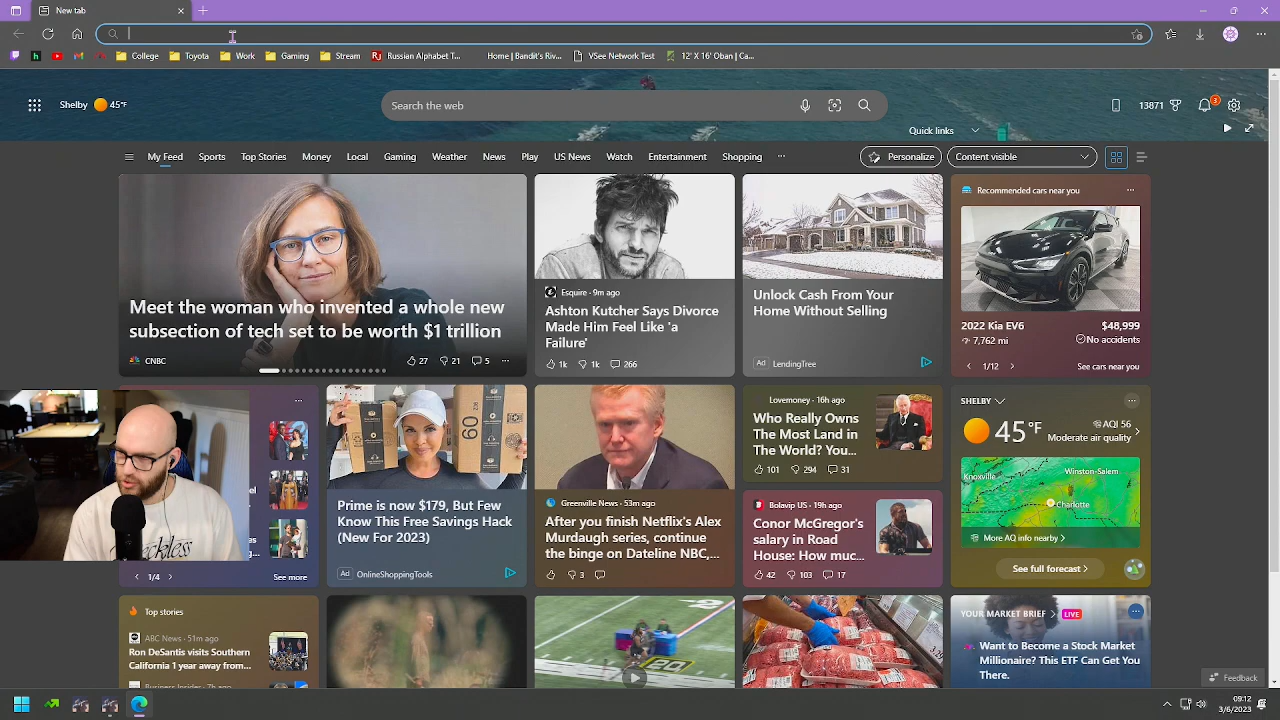 New tab
College
Toyota
Work
Gaming
Stream
Russian Alphabet T...
Home | Bandit's Riv...
VSee Network Test
12' X 16' Oban | Ca...
Shelby 45°F
Search the web
13871
3
Quick links
My Feed
Sports
Top Stories
Money
Local
Gaming
Weather
News
Play
US News
Watch
Entertainment
Shopping
...
Personalize
Content visible
Meet the woman who invented a whole new
subsection of tech set to be worth $1 trillion
CNBC
27
21
5
Esquire · 9m ago
Ashton Kutcher Says Divorce
Made Him Feel Like 'a
Failure'
1k
1k
266
Unlock Cash From Your
Home Without Selling
Ad LendingTree
Recommended cars near you
2022 Kia EV6 $48,999
7,762 mi No accidents
1/12 See cars near you
1/4 See more
Prime is now $179, But Few
Know This Free Savings Hack
(New For 2023)
Ad OnlineShoppingTools
Greenville News · 53m ago
After you finish Netflix's Alex
Murdaugh series, continue
the binge on Dateline NBC,...
3
Lovemoney · 16h ago
Who Really Owns
The Most Land in
The World? You...
101
294
31
Bolavip US · 19h ago
Conor McGregor's
salary in Road
House: How muc...
42
103
17
SHELBY
45°F
AQI 56
Moderate air quality
Knoxville
Winston-Salem
Charlotte
More AQI info nearby
See full forecast
Top stories
ABC News · 51m ago
Ron DeSantis visits Southern
California 1 year away from...
Business Insider · 7h ago
20
YOUR MARKET BRIEF LIVE
Want to Become a Stock Market
Millionaire? This ETF Can Get You
There.
Feedback
09:12
3/6/2023